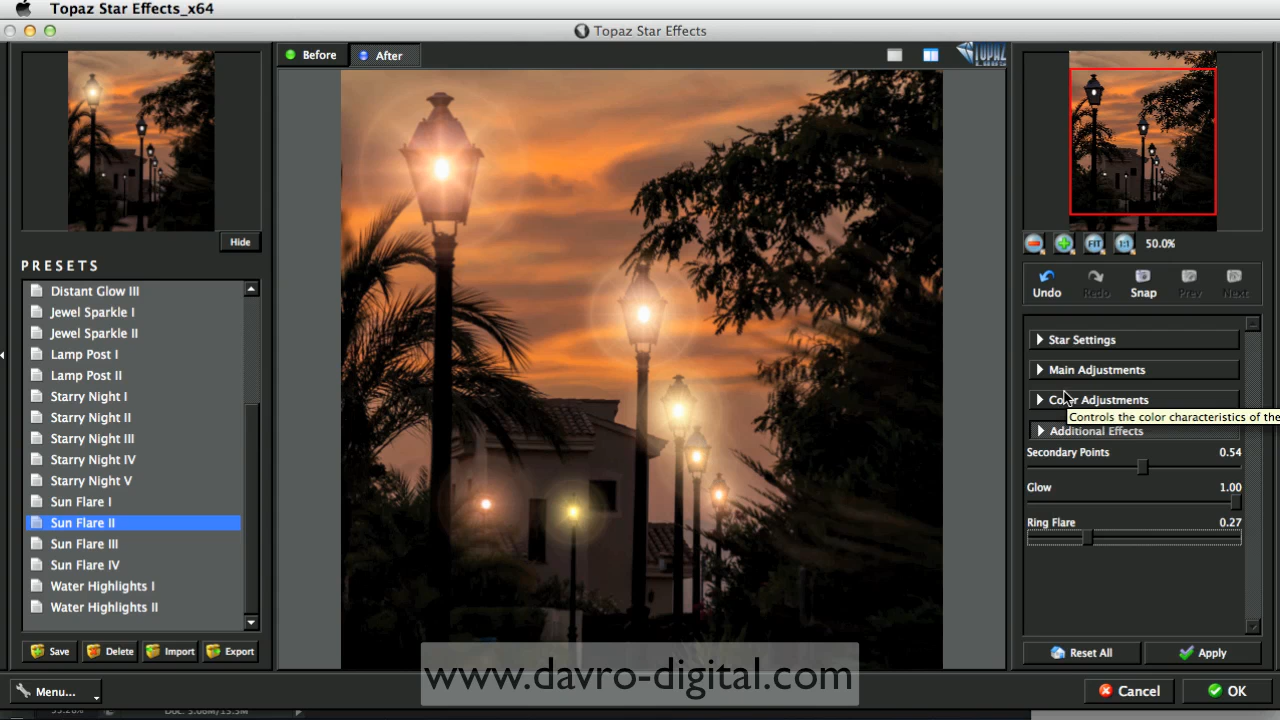 Topaz Star Effects_x64
Topaz Star Effects
Before
After
TOPAZ
Hide
PRESETS
Distant Glow III
Jewel Sparkle I
Jewel Sparkle II
Lamp Post I
Lamp Post II
Starry Night I
Starry Night II
Starry Night III
Starry Night IV
Starry Night V
Sun Flare I
Sun Flare II
Sun Flare III
Sun Flare IV
Water Highlights I
Water Highlights II
Save
Delete
Import
Export
Menu...
FIT
1:1
50.0%
Undo
Redo
Snap
Prev
Next
Star Settings
Main Adjustments
Color Adjustments
Controls the color characteristics of the
Additional Effects
Secondary Points 0.54
Glow 1.00
Ring Flare 0.27
Reset All
Apply
Cancel
OK
www.davro-digital.com